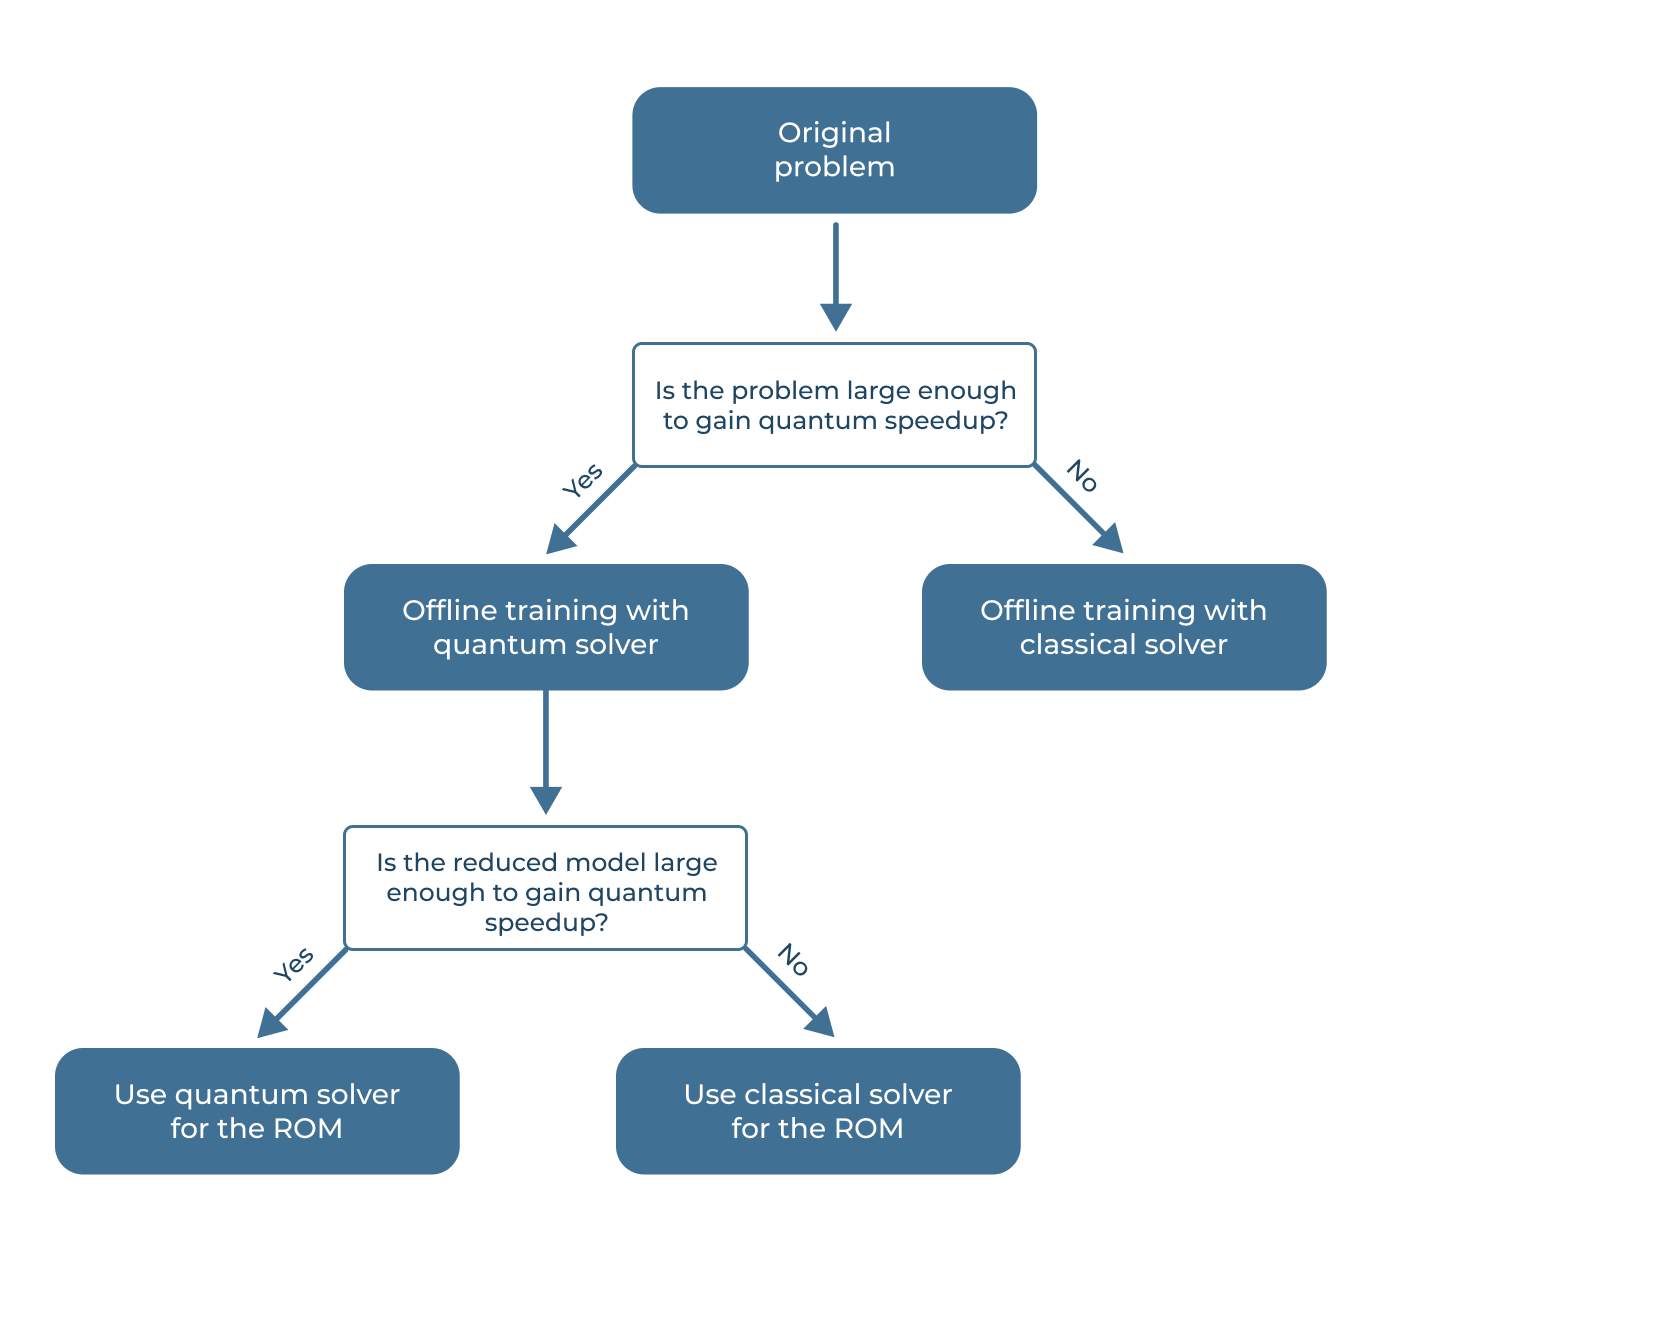 Original
problem
Is the problem large enough
to gain quantum speedup?
Yes
No
Offline training with
quantum solver
Offline training with
classical solver
Is the reduced model large
enough to gain quantum
speedup?
Yes
No
Use quantum solver
for the ROM
Use classical solver
for the ROM